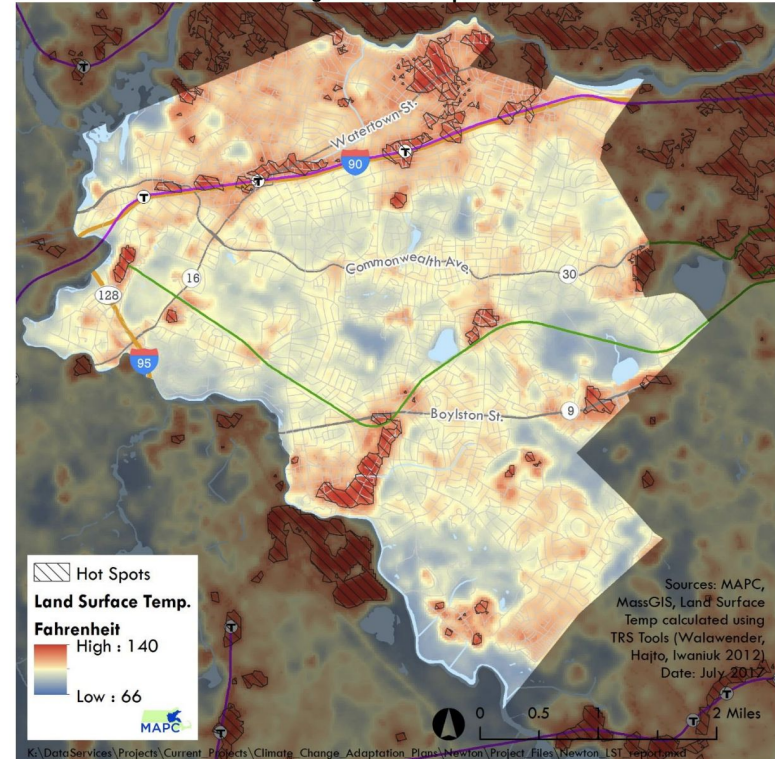 T
Watertown St.
90
T
T
T
Commonwealth Ave.
30
16
128
95
Boylston St.
9
Hot Spots
Land Surface Temp.
Fahrenheit
High : 140
Low : 66
MAPC
Sources: MAPC,
MassGIS, Land Surface
Temp calculated using
TRS Tools (Walawender,
Hajto, Iwaniuk 2012)
Date: July 2017
T
T
T
T
0 0.5 1 2 Miles
K:\DataServices\Projects\Current_Projects\Climate_Change_Adaptation_Plans\Newton\Project_Files\Newton_LST_report.mxd